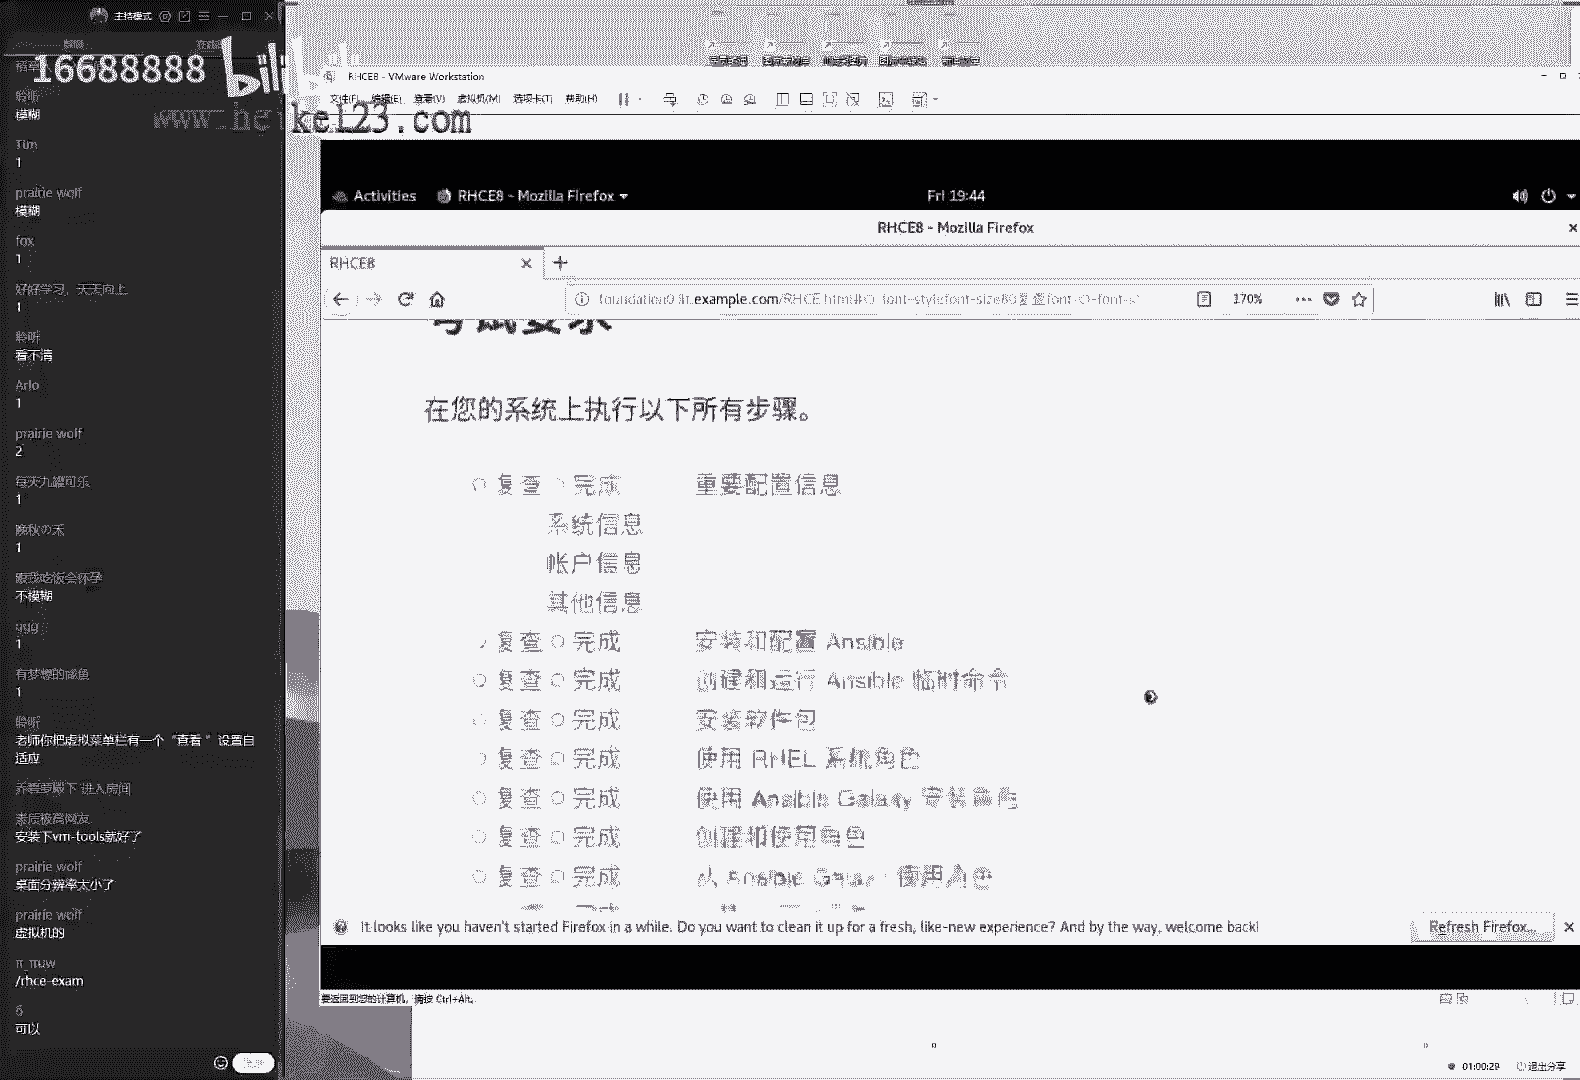 主持模式
16688888
bili
www.heike123.com
聆听
模糊
Tim
1
prairie wolf
模糊
fox
1
好好学习，天天向上
1
聆听
看不清
Arlo
1
prairie wolf
2
每天九罐可乐
1
晚秋の禾
1
跟我吃饭会怀孕
不模糊
qqq
1
有梦想的咸鱼
1
聆听
老师你把虚拟菜单栏有一个“查看 ”设置自
适应
进入房间
素质极高网友
安装下vm-tools就好了
prairie wolf
桌面分辨率太小了
prairie wolf
虚拟机的
/rhce-exam
6
可以
RHCE8 - VMware Workstation
文件(F) 编辑(E) 查看(V) 虚拟机(M) 选项卡(T) 帮助(H)
Activities
RHCE8 - Mozilla Firefox
Fri 19:44
RHCE8 - Mozilla Firefox
RHCE8
foundation0.ilt.example.com/RHCE.html
170%
考试要求
在您的系统上执行以下所有步骤。
复查 完成 重要配置信息
系统信息
帐户信息
其他信息
复查 完成 安装和配置 Ansible
复查 完成 创建和运行 Ansible 临时命令
复查 完成 安装软件包
复查 完成 使用 RHEL 系统角色
复查 完成 使用 Ansible Galaxy 安装角色
复查 完成 创建和使用角色
复查 完成 从 Ansible Galaxy 使用角色
It looks like you haven't started Firefox in a while. Do you want to clean it up for a fresh, like-new experience? And by the way, welcome back!
Refresh Firefox...
要返回到您的计算机，请按 Ctrl+Alt。
01:00:29
退出分享